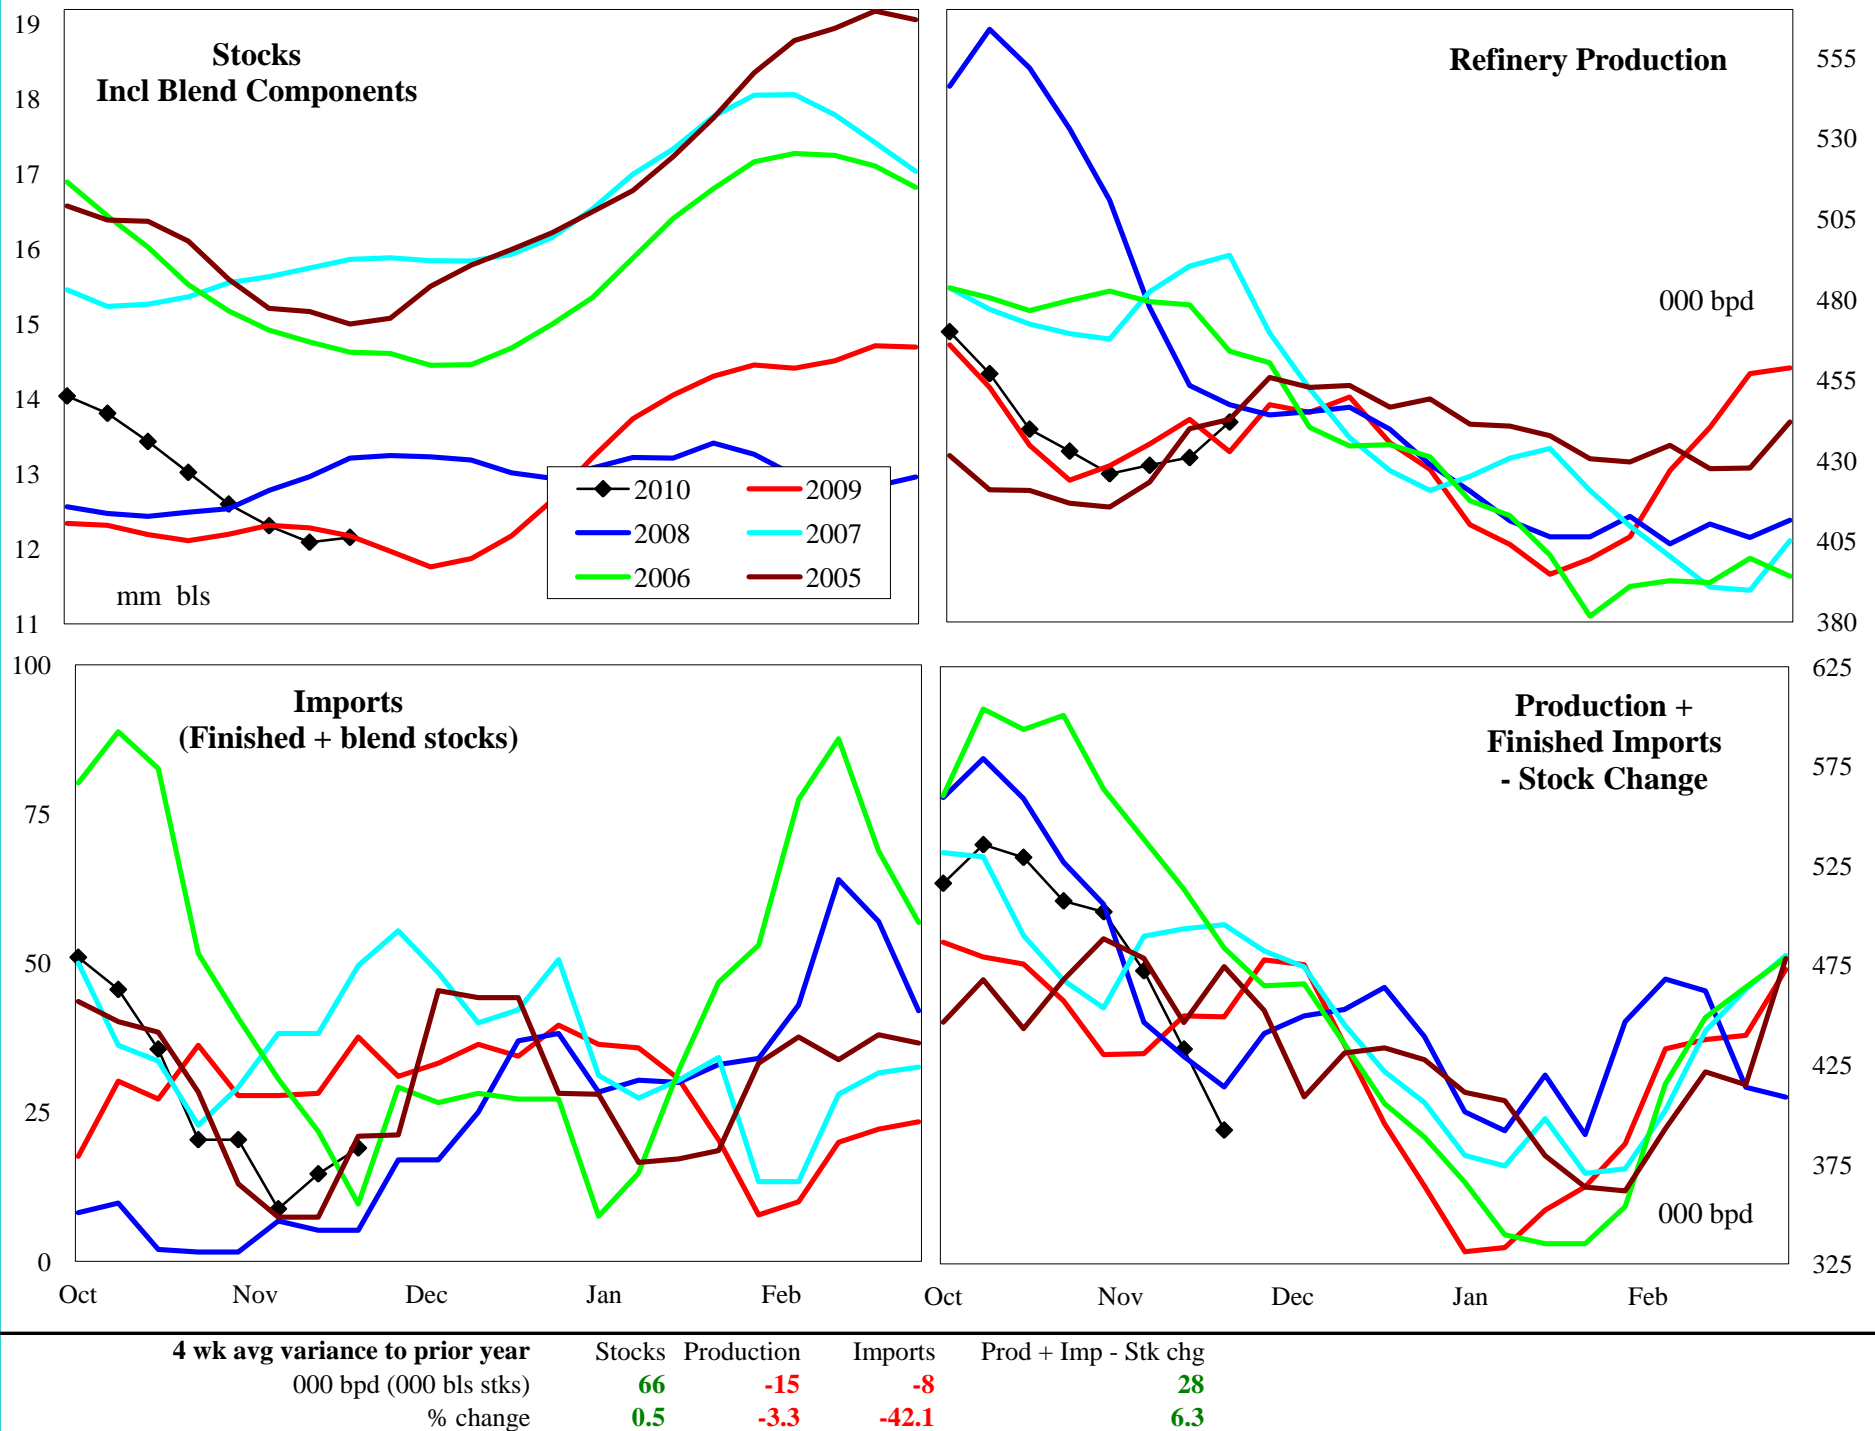 Stocks
Incl Blend Components
19
18
17
16
15
14
13
12
11
mm bls
2010 2009
2008 2007
2006 2005
Refinery Production
000 bpd
555
530
505
480
455
430
405
380
Imports
(Finished + blend stocks)
100
75
50
25
0
Oct Nov Dec Jan Feb
Production +
Finished Imports
- Stock Change
000 bpd
625
575
525
475
425
375
325
Oct Nov Dec Jan Feb
4 wk avg variance to prior year Stocks Production Imports Prod + Imp - Stk chg
000 bpd (000 bls stks) 66 -15 -8 28
% change 0.5 -3.3 -42.1 6.3